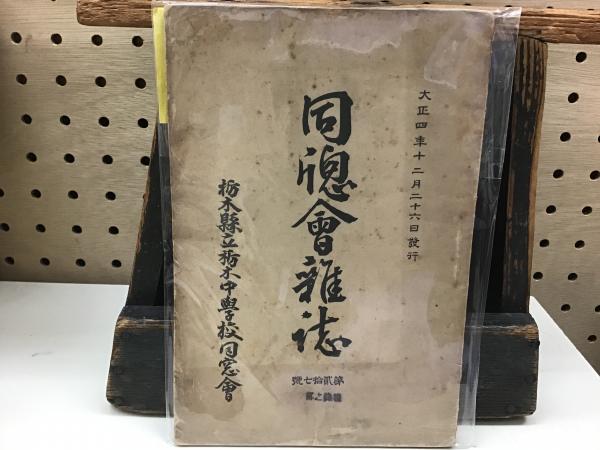 大正四年十二月二十六日發行
同窓會雜誌
號七拾貳第
栃木縣立栃木中學校同窓會